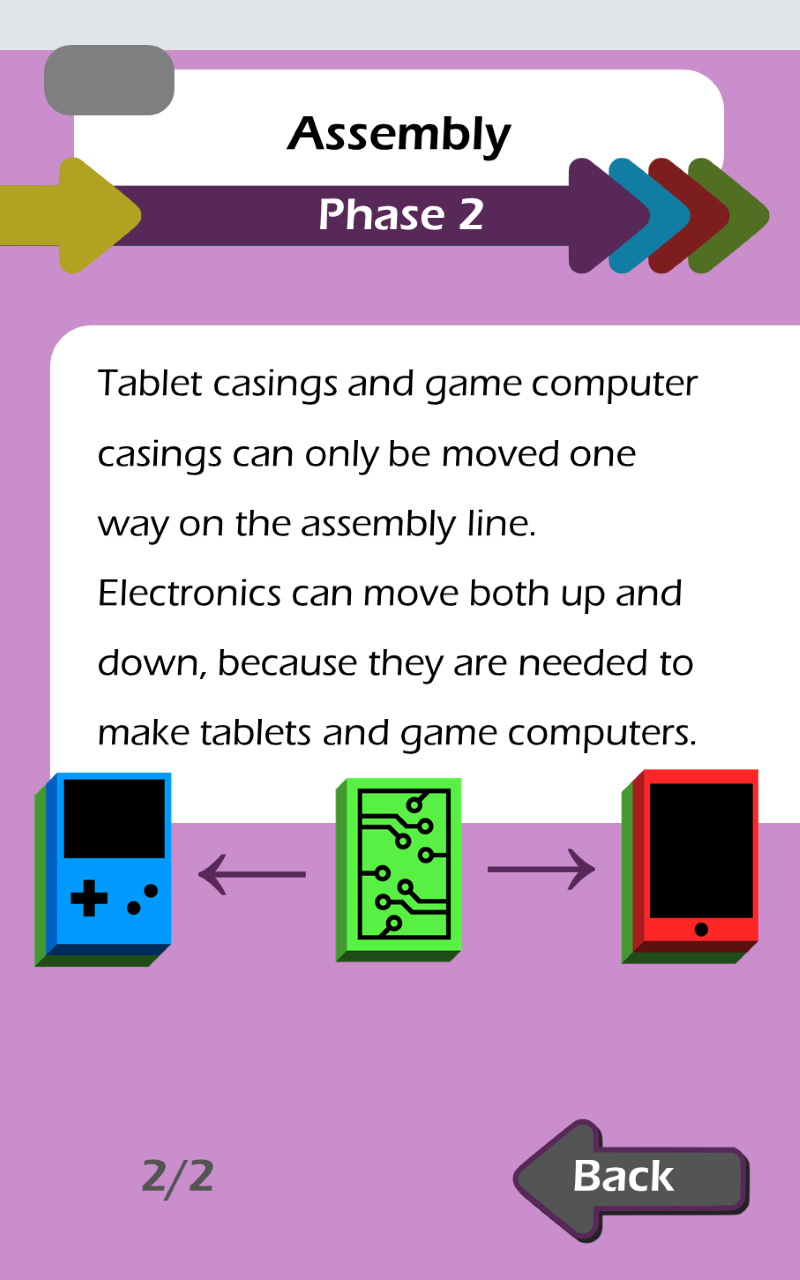 Assembly
Phase 2
Tablet casings and game computer
casings can only be moved one
way on the assembly line.
Electronics can move both up and
down, because they are needed to
make tablets and game computers.
2/2
Back